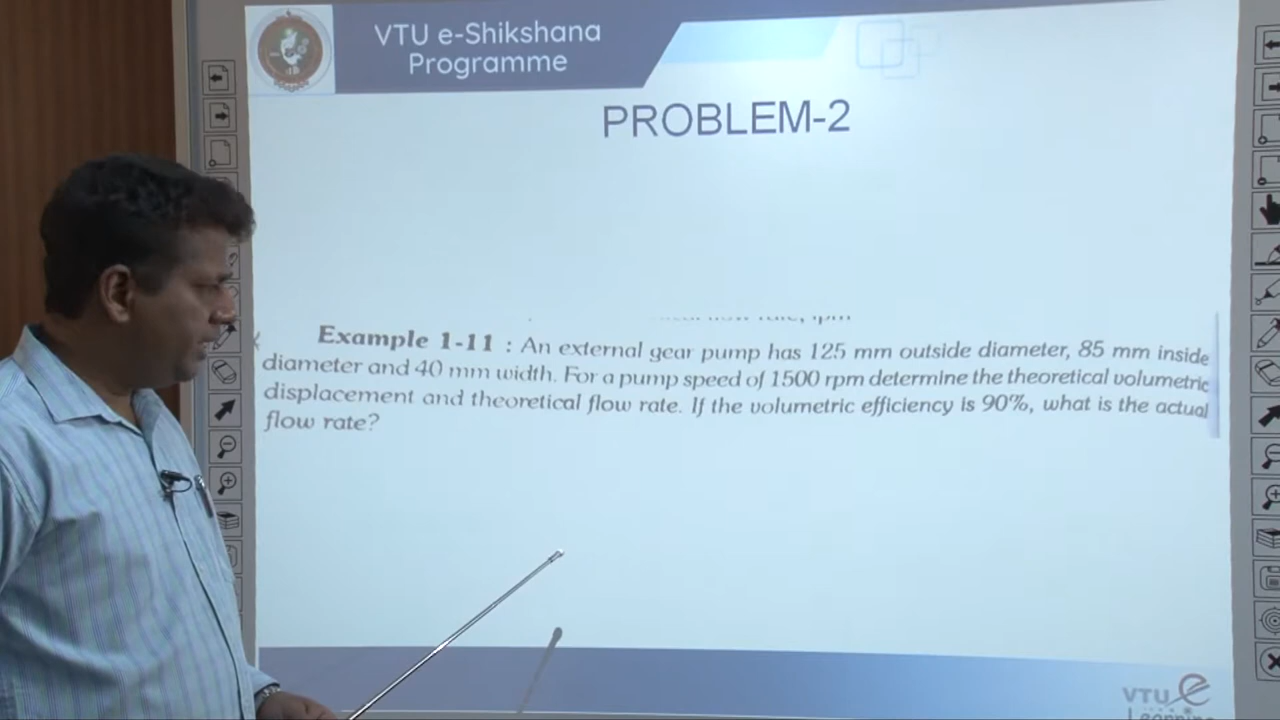 VTU e-Shikshana
Programme
PROBLEM-2
Example 1-11 : An external gear pump has 125 mm outside diameter, 85 mm inside
diameter and 40 mm width. For a pump speed of 1500 rpm determine the theoretical volumetric
displacement and theoretical flow rate. If the volumetric efficiency is 90%, what is the actual
flow rate?
VTU e
Learning